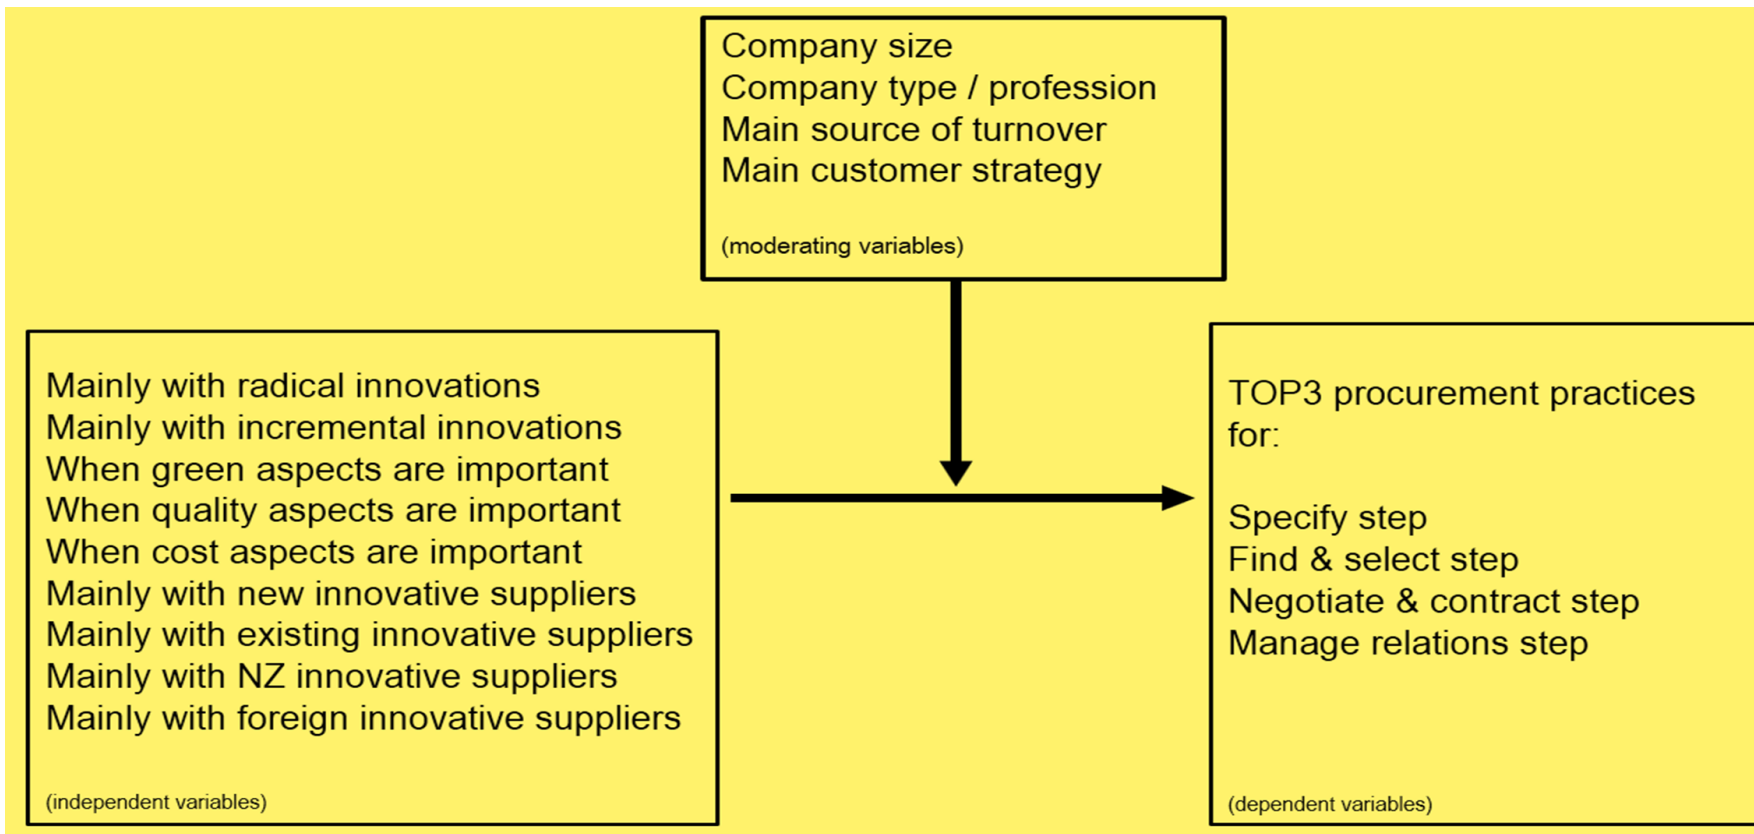 Company size
Company type / profession
Main source of turnover
Main customer strategy
(moderating variables)
Mainly with radical innovations
Mainly with incremental innovations
When green aspects are important
When quality aspects are important
When cost aspects are important
Mainly with new innovative suppliers
Mainly with existing innovative suppliers
Mainly with NZ innovative suppliers
Mainly with foreign innovative suppliers
(independent variables)
TOP3 procurement practices
for:
Specify step
Find & select step
Negotiate & contract step
Manage relations step
(dependent variables)